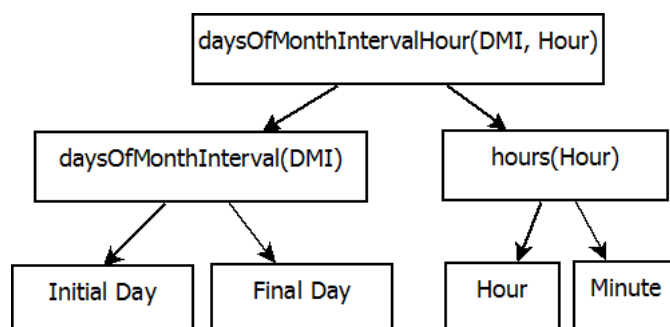 daysOfMonthIntervalHour(DMI, Hour)
daysOfMonthInterval(DMI)
hours(Hour)
Initial Day
Final Day
Hour
Minute